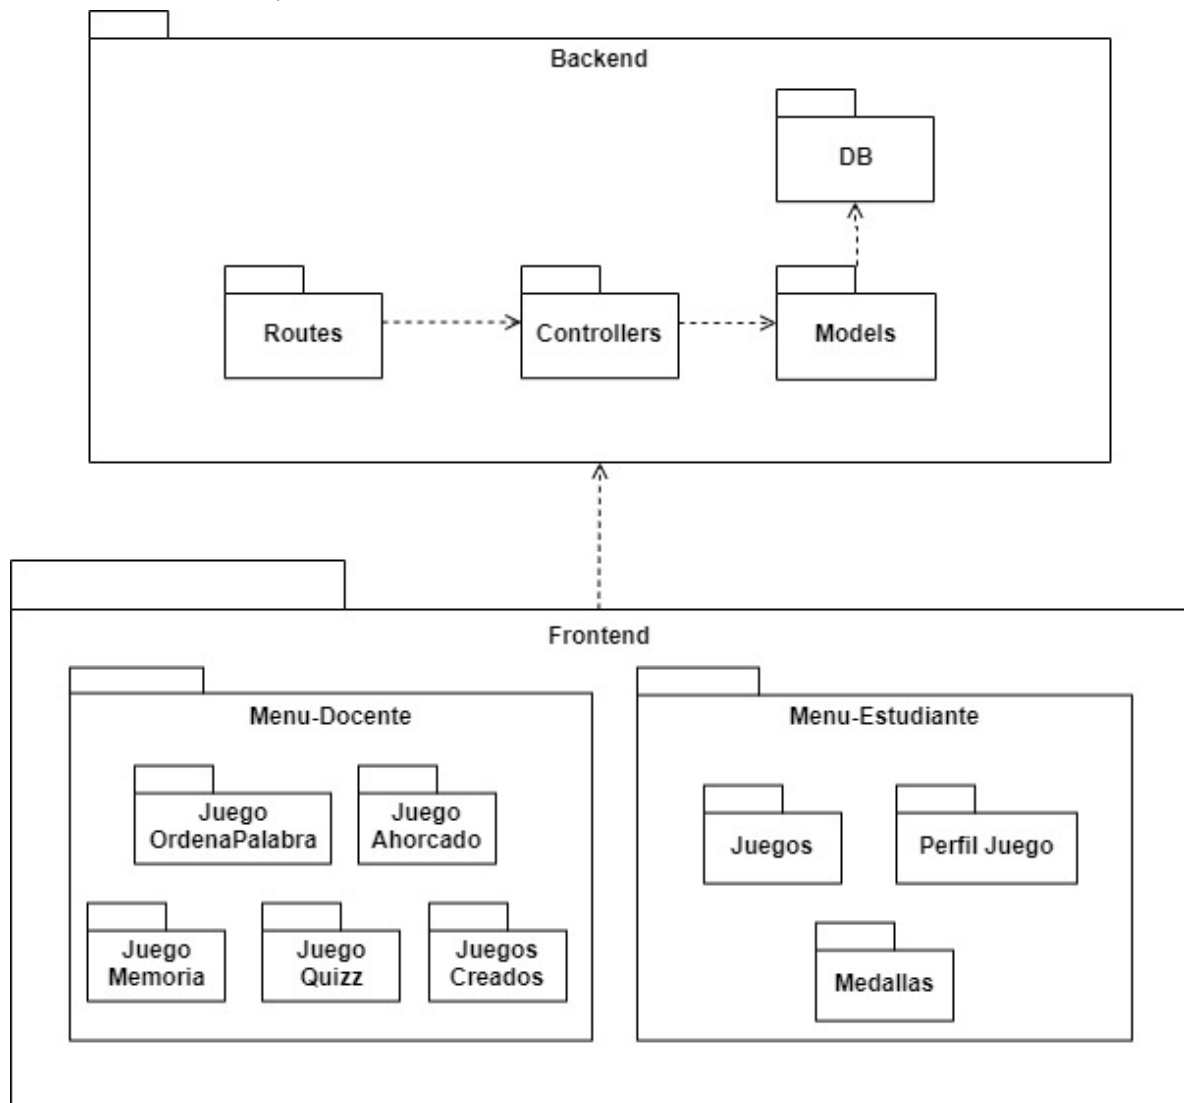 Backend
DB
Routes
Controllers
Models
Frontend
Menu-Docente
Juego
OrdenaPalabra
Juego
Ahorcado
Juego
Memoria
Juego
Quizz
Juegos
Creados
Menu-Estudiante
Juegos
Perfil Juego
Medallas